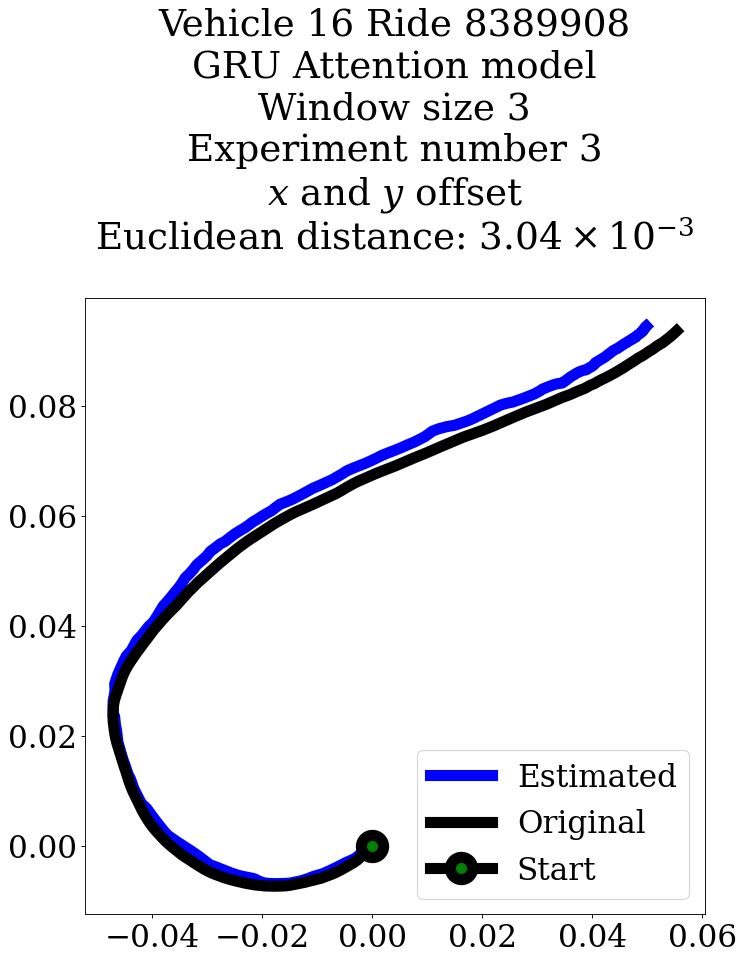 Vehicle 16 Ride 8389908
GRU Attention model
Window size 3
Experiment number 3
x and y offset
Euclidean distance: 3.04 × 10⁻³
0.08
0.06
0.04
0.02
0.00
Estimated
Original
Start
−0.04 −0.02 0.00 0.02 0.04 0.06